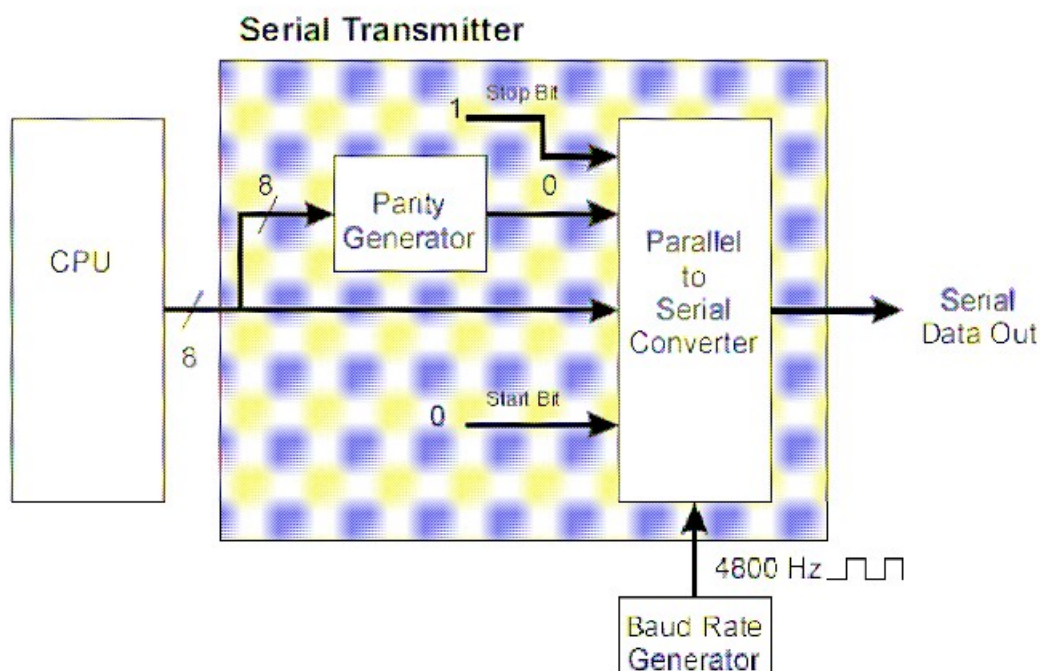 Serial Transmitter
Stop Bit
1
8
0
Parity
Generator
CPU
Parallel
to
Serial
Converter
Serial
Data Out
8
Start Bit
0
4800 Hz
Baud Rate
Generator